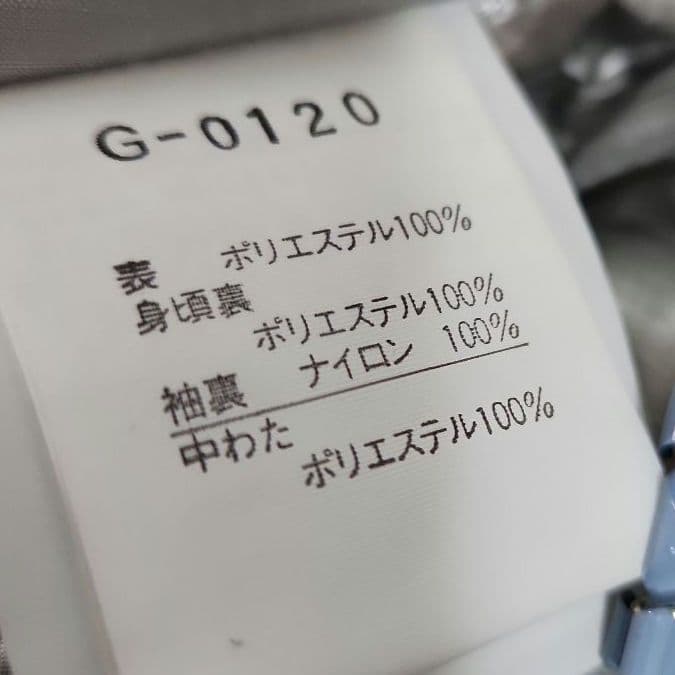 G-0120
表 ポリエステル100%
身頃裏
ポリエステル100%
袖裏 ナイロン 100%
中わた
ポリエステル100%